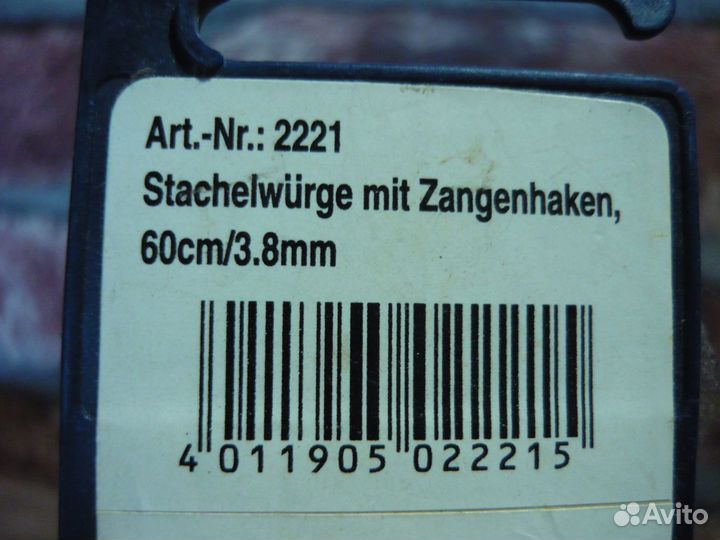 Art.-Nr.: 2221
Stachelwürge mit Zangenhaken,
60cm/3.8mm
4 011905 022215
Avito